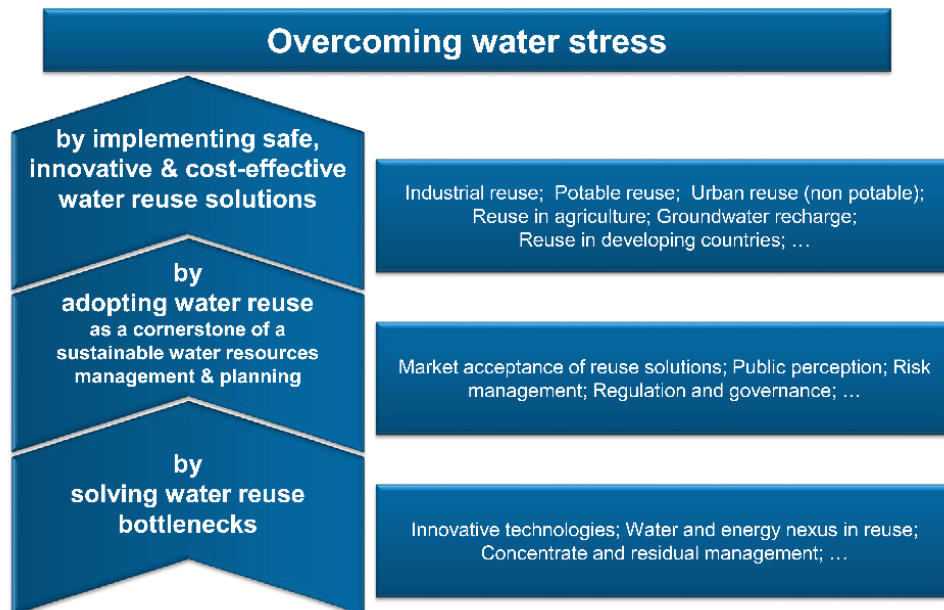 Overcoming water stress
by implementing safe,
innovative & cost-effective
water reuse solutions
Industrial reuse;  Potable reuse;  Urban reuse (non potable);
Reuse in agriculture; Groundwater recharge;
Reuse in developing countries; …
by
adopting water reuse
as a cornerstone of a
sustainable water resources
management & planning
Market acceptance of reuse solutions; Public perception; Risk
management; Regulation and governance; …
by
solving water reuse
bottlenecks
Innovative technologies; Water and energy nexus in reuse;
Concentrate and residual management; …